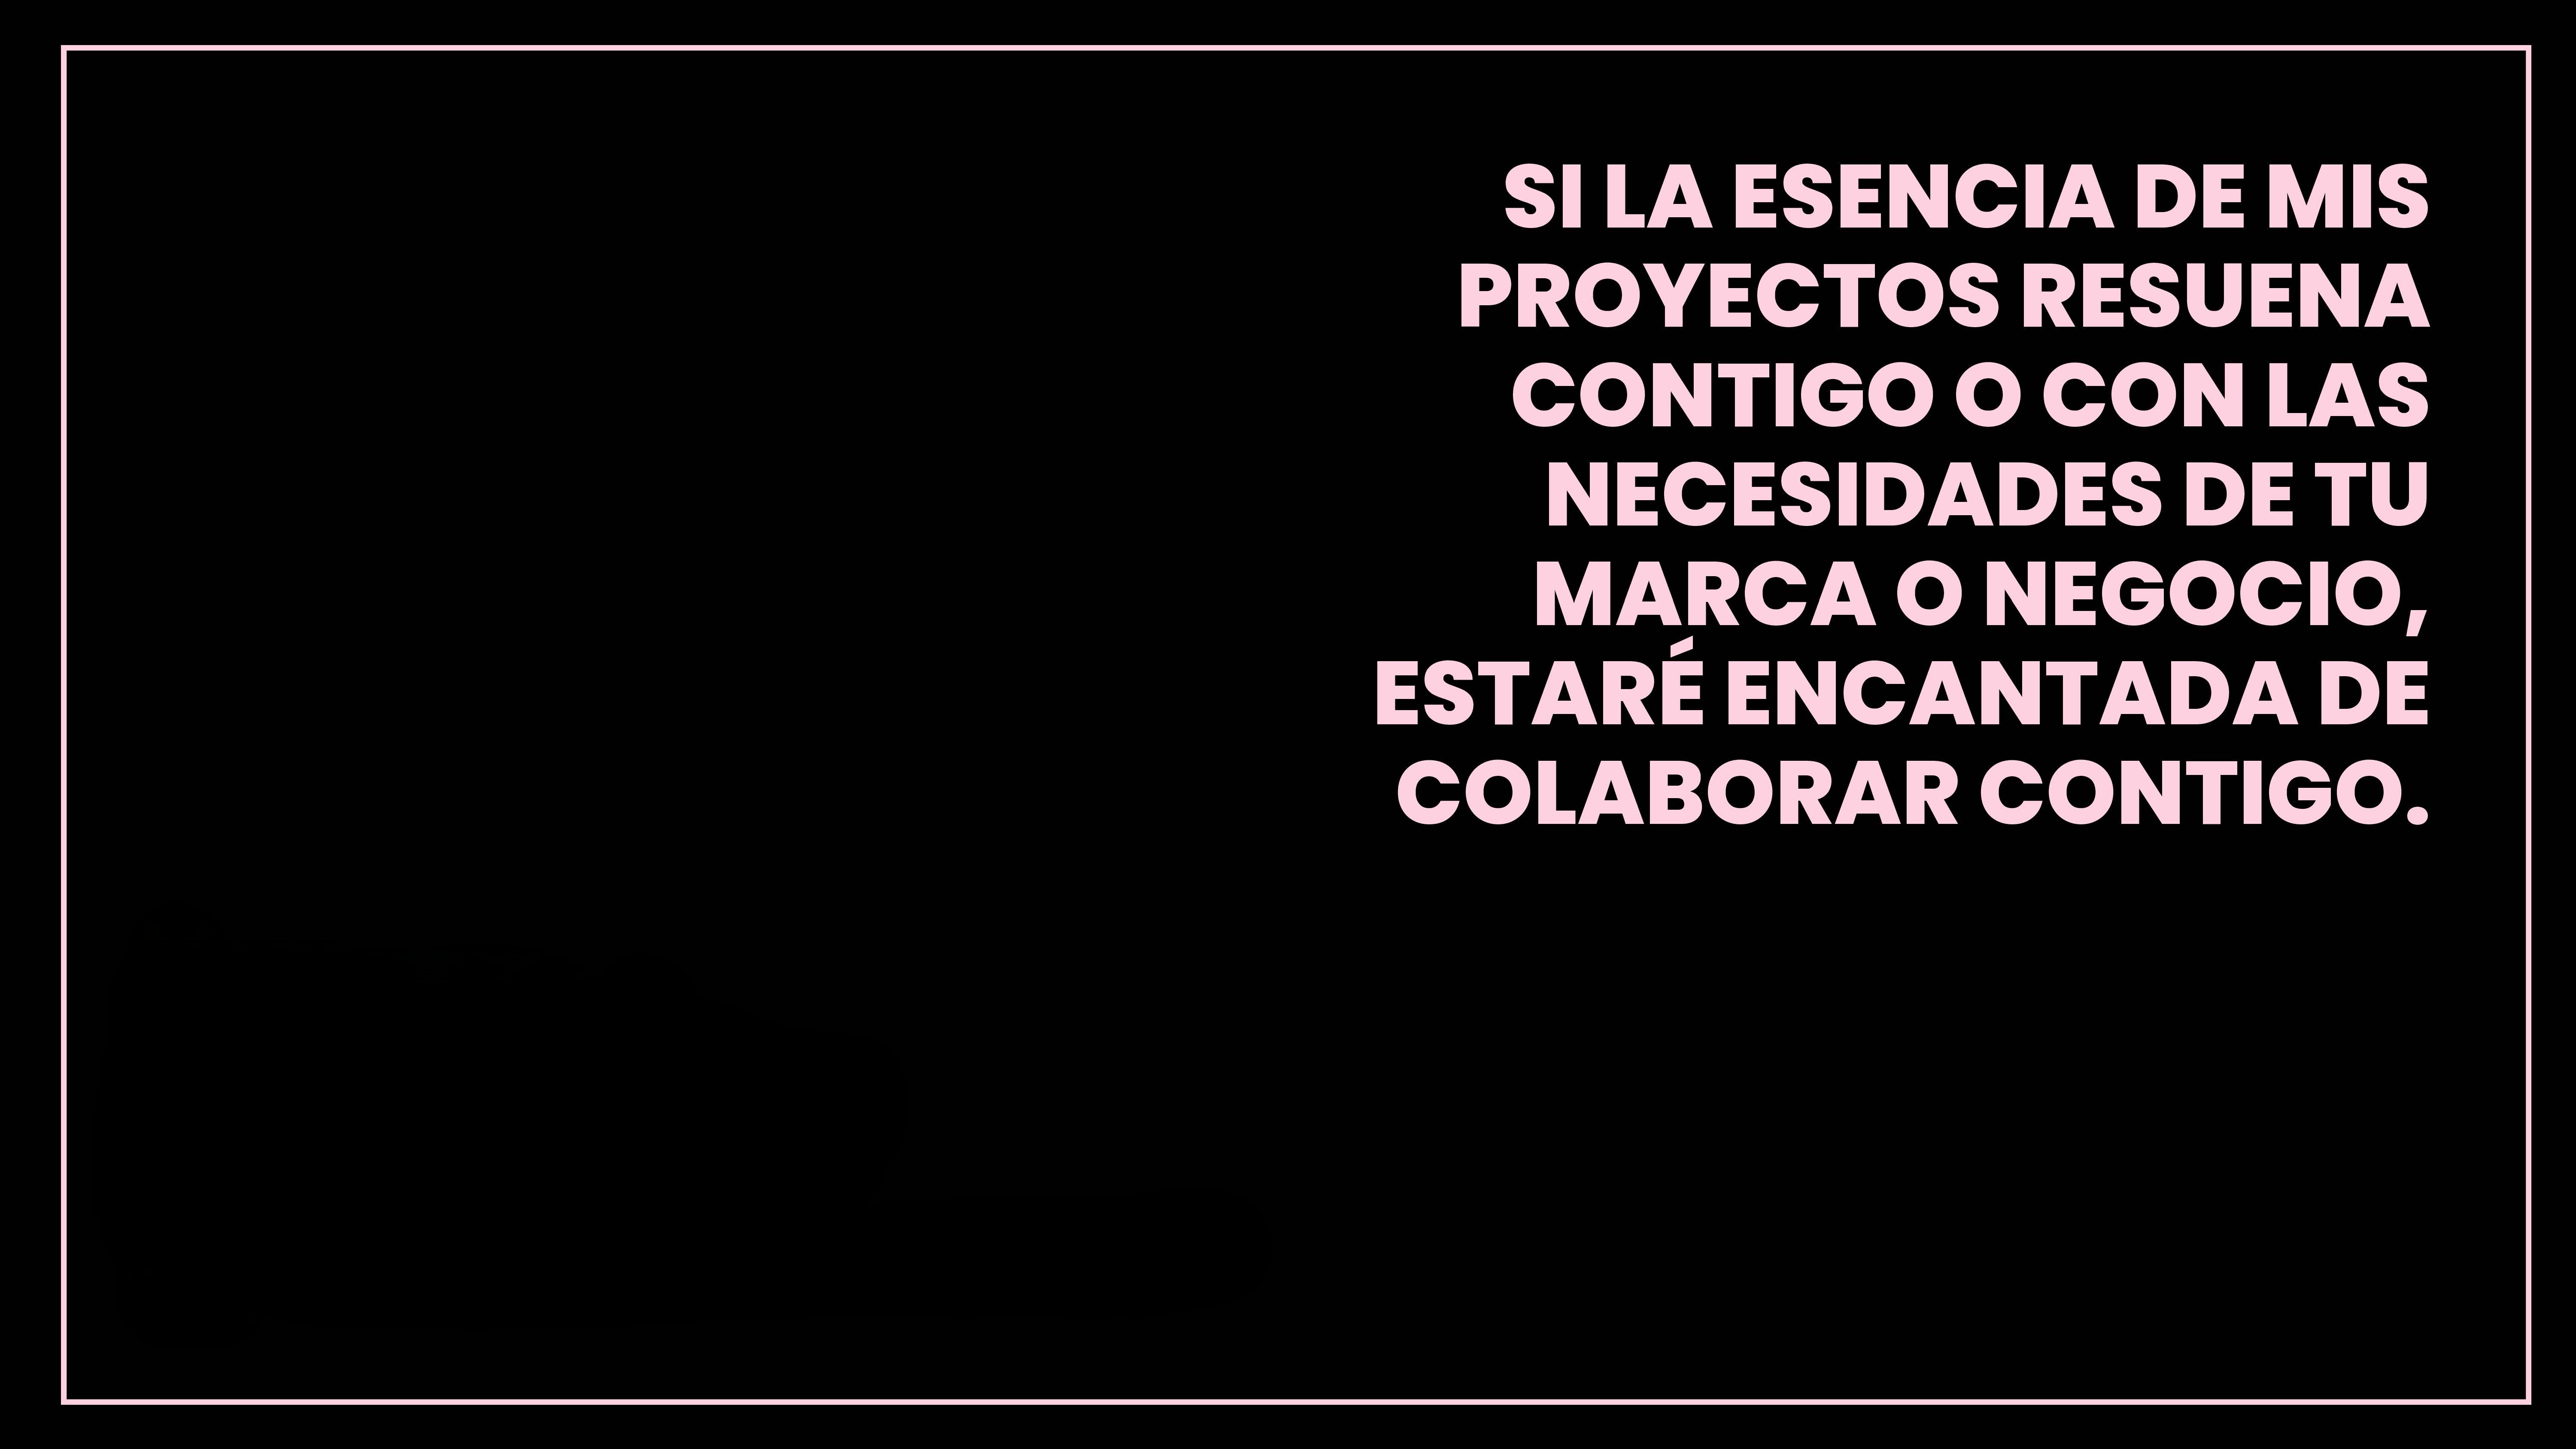 SI LA ESENCIA DE MIS
PROYECTOS RESUENA
CONTIGO O CON LAS
NECESIDADES DE TU
MARCA O NEGOCIO,
ESTARÉ ENCANTADA DE
COLABORAR CONTIGO.